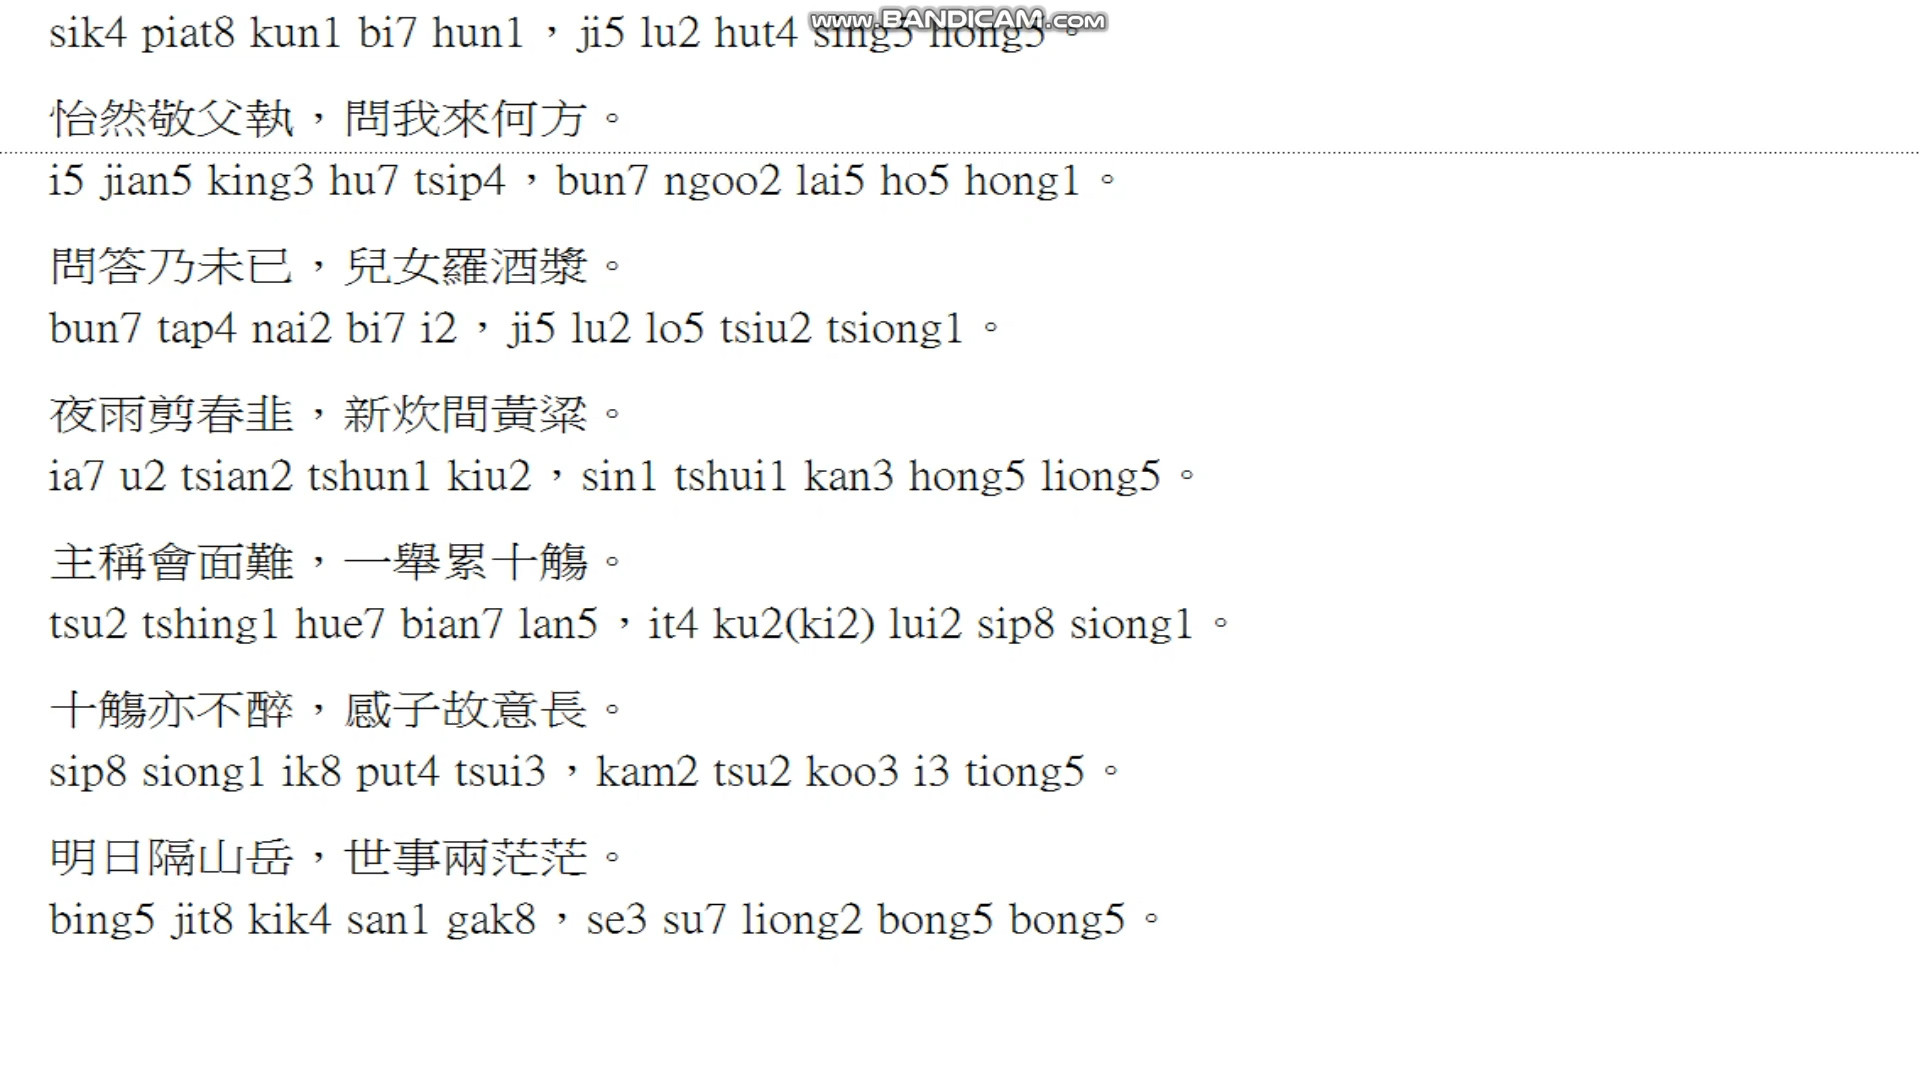 www.BANDICAM.com
sik4 piat8 kun1 bi7 hun1，ji5 lu2 hut4 sing5 hong5。
怡然敬父執，問我來何方。
i5 jian5 king3 hu7 tsip4，bun7 ngoo2 lai5 ho5 hong1。
問答乃未已，兒女羅酒漿。
bun7 tap4 nai2 bi7 i2，ji5 lu2 lo5 tsiu2 tsiong1。
夜雨剪春韭，新炊間黃粱。
ia7 u2 tsian2 tshun1 kiu2，sin1 tshui1 kan3 hong5 liong5。
主稱會面難，一舉累十觴。
tsu2 tshing1 hue7 bian7 lan5，it4 ku2(ki2) lui2 sip8 siong1。
十觴亦不醉，感子故意長。
sip8 siong1 ik8 put4 tsui3，kam2 tsu2 koo3 i3 tiong5。
明日隔山岳，世事兩茫茫。
bing5 jit8 kik4 san1 gak8，se3 su7 liong2 bong5 bong5。